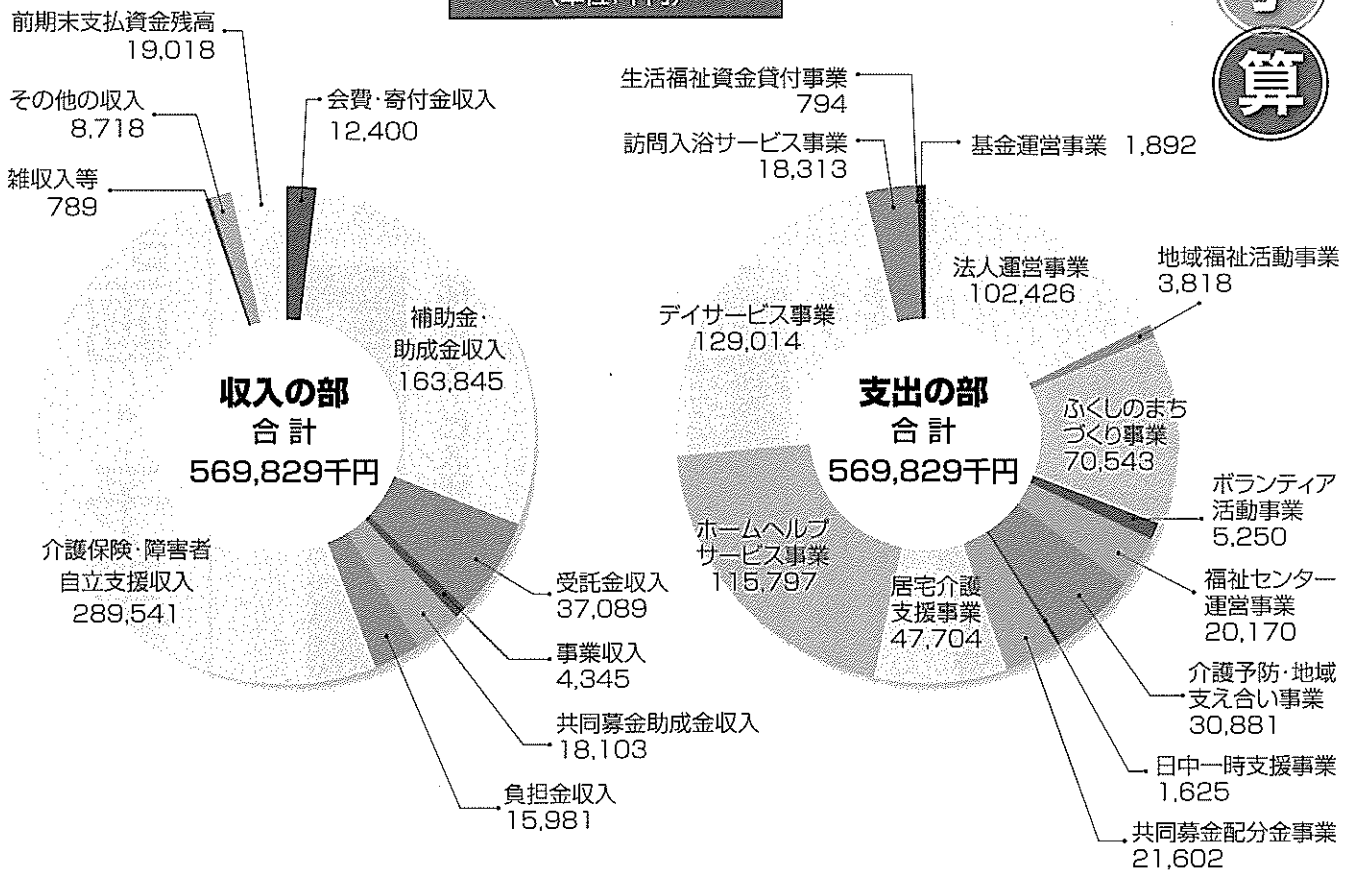 (単位:千円)
算
前期末支払資金残高
19,018
その他の収入
8,718
雑収入等
789
会費・寄付金収入
12,400
補助金・
助成金収入
163,845
収入の部
合計
569,829千円
介護保険・障害者
自立支援収入
289,541
受託金収入
37,089
事業収入
4,345
共同募金助成金収入
18,103
負担金収入
15,981
生活福祉資金貸付事業
794
訪問入浴サービス事業
18,313
基金運営事業 1,892
法人運営事業
102,426
地域福祉活動事業
3,818
デイサービス事業
129,014
支出の部
合計
569,829千円
ふくしのまち
づくり事業
70,543
ボランティア
活動事業
5,250
ホームヘルプ
サービス事業
115,797
居宅介護
支援事業
47,704
福祉センター
運営事業
20,170
介護予防・地域
支え合い事業
30,881
日中一時支援事業
1,625
共同募金配分金事業
21,602